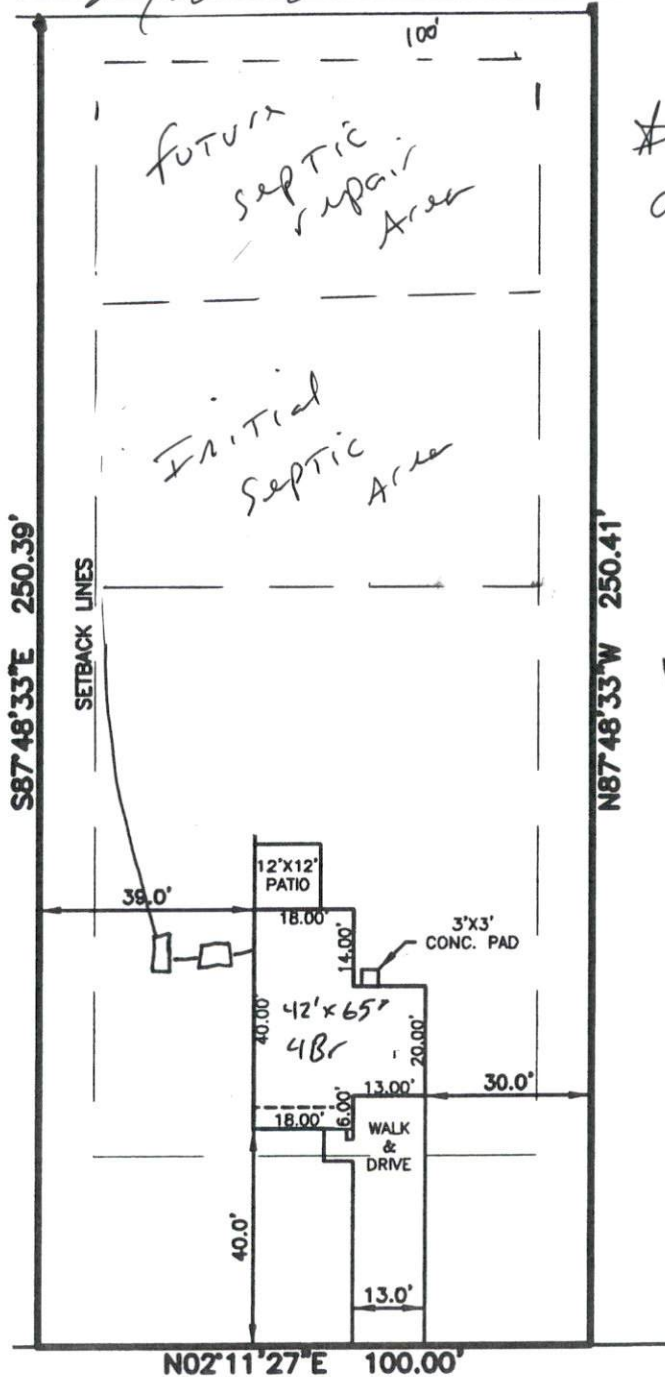 100'
future
septic
repair
Area
Initial
Septic
Area
S87°48'33"E 250.39'
SETBACK LINES
N87°48'33"W 250.41'
12'X12'
PATIO
39.0'
18.00'
14.00'
3'X3'
CONC. PAD
40.00'
42'x65'
4Br
20.00'
13.00'
30.0'
18.00'
6.00'
WALK
&
DRIVE
40.0'
13.0'
N02°11'27"E 100.00'